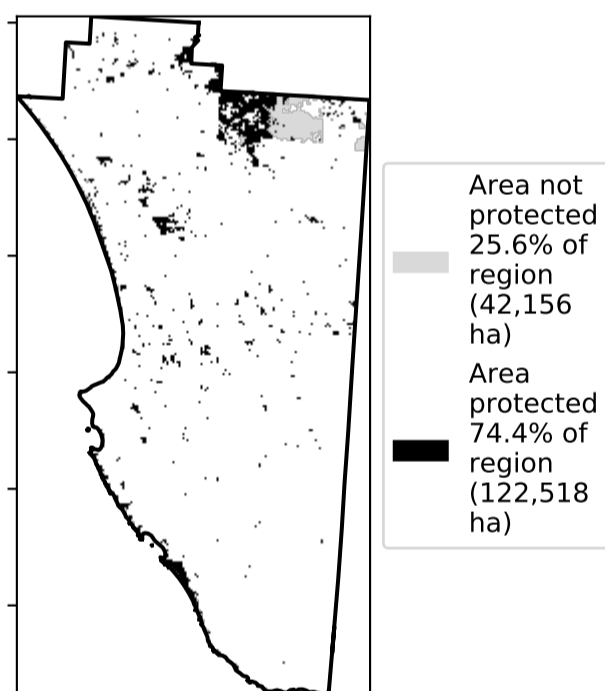 Area not
protected
25.6% of
region
(42,156
ha)
Area
protected
74.4% of
region
(122,518
ha)